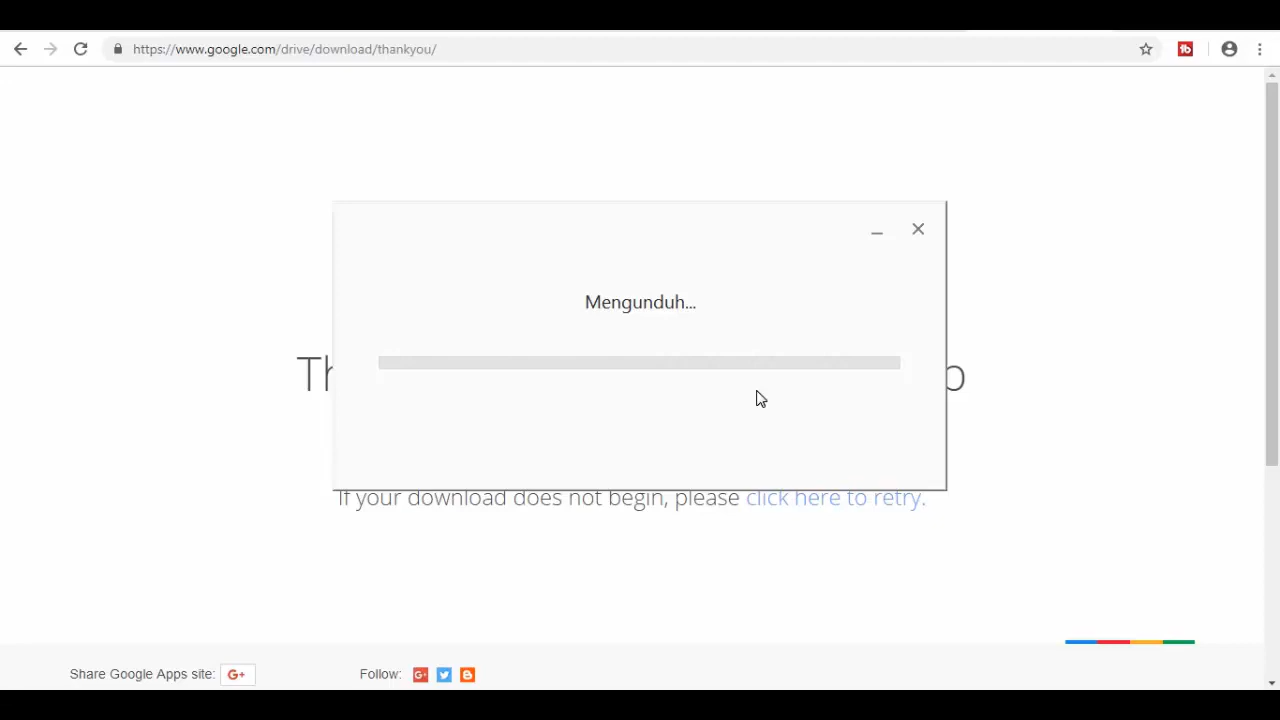 https://www.google.com/drive/download/thankyou/
Mengunduh...
If your download does not begin, please click here to retry.
Share Google Apps site: G+
Follow: